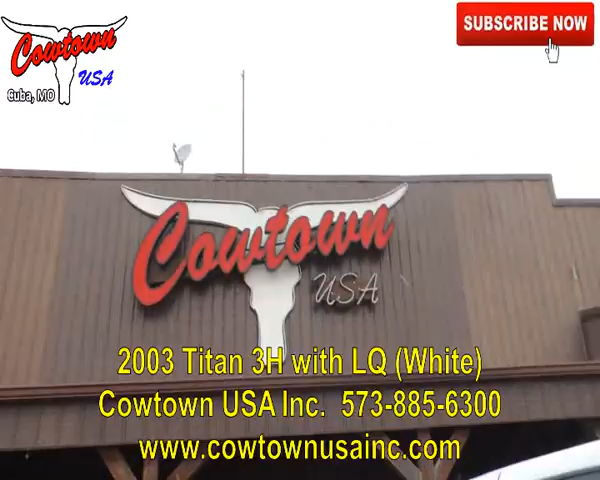 Cowtown
USA
Cuba, MO
SUBSCRIBE NOW
Cowtown
USA
2003 Titan 3H with LQ (White)
Cowtown USA Inc.  573-885-6300
www.cowtownusainc.com